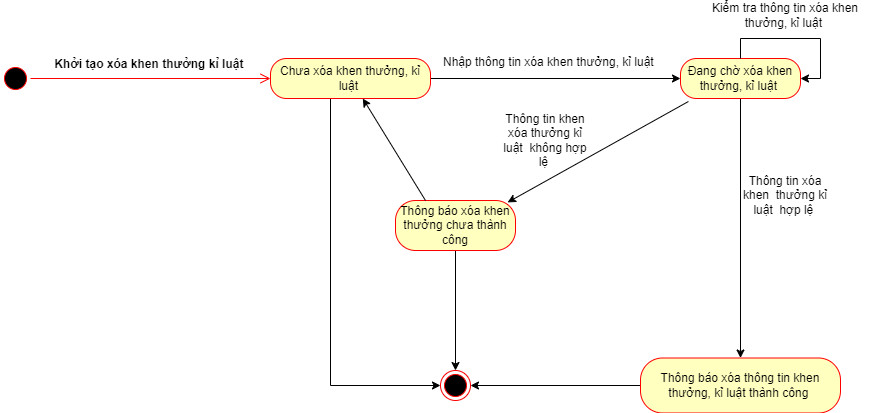 Kiểm tra thông tin xóa khen
thưởng, kỉ luật
Khởi tạo xóa khen thưởng kỉ luật
Chưa xóa khen thưởng, kỉ
luật
Nhập thông tin xóa khen thưởng, kỉ luật
Đang chờ xóa khen
thưởng, kỉ luật
Thông tin khen
xóa thưởng kỉ
luật  không hợp
lệ
Thông tin xóa
khen  thưởng kỉ
luật  hợp lệ
Thông báo xóa khen
thưởng chưa thành
công
Thông báo xóa thông tin khen
thưởng, kỉ luật thành công